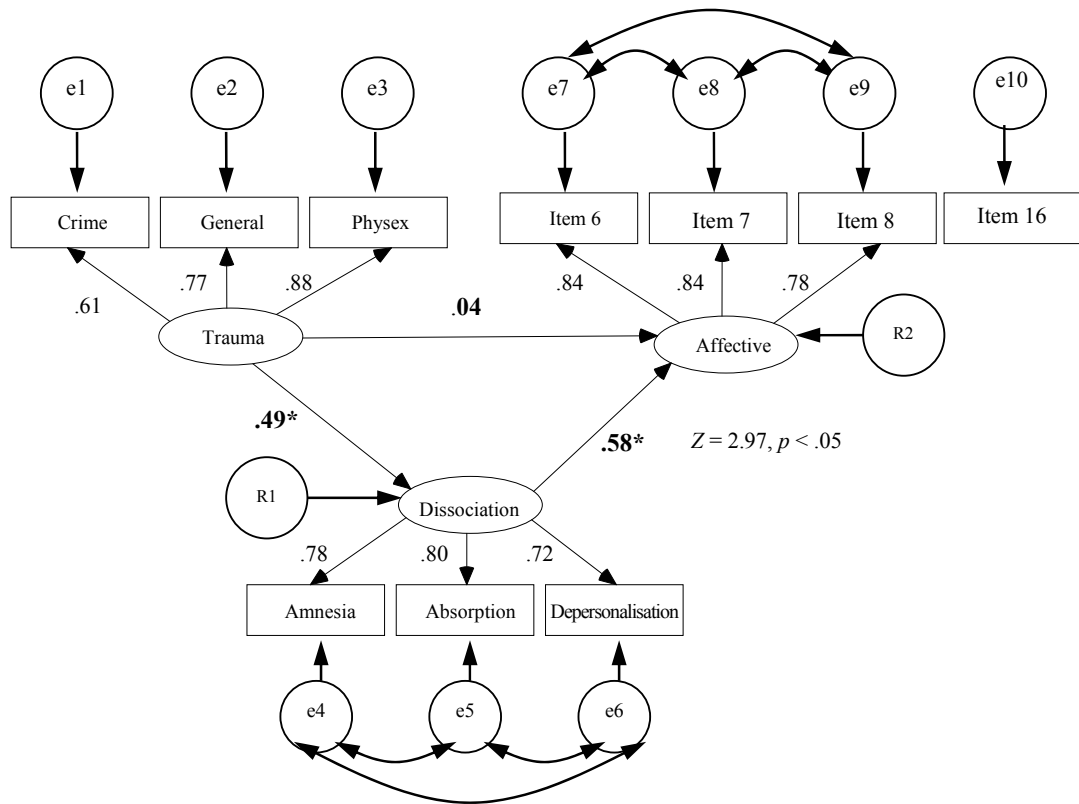 e1
e2
e3
e7
e8
e9
e10
Crime
General
Physex
Item 6
Item 7
Item 8
Item 16
.61
.77
.88
.84
.84
.78
.04
Trauma
Affective
R2
.49*
.58*
Z = 2.97, p < .05
R1
Dissociation
.78
.80
.72
Amnesia
Absorption
Depersonalisation
e4
e5
e6